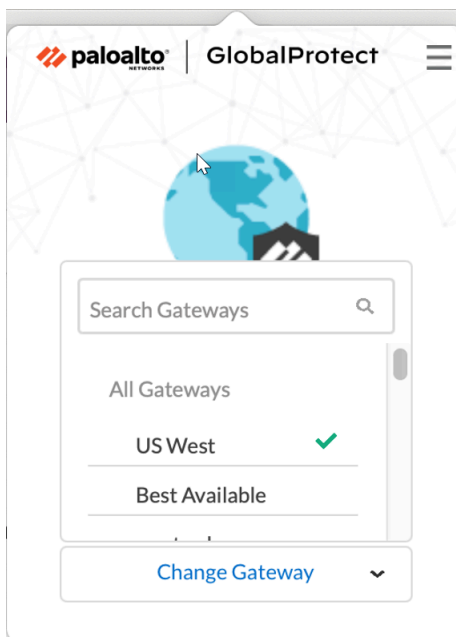 paloalto® GlobalProtect
NETWORKS
Search Gateways
All Gateways
US West
Best Available
Change Gateway